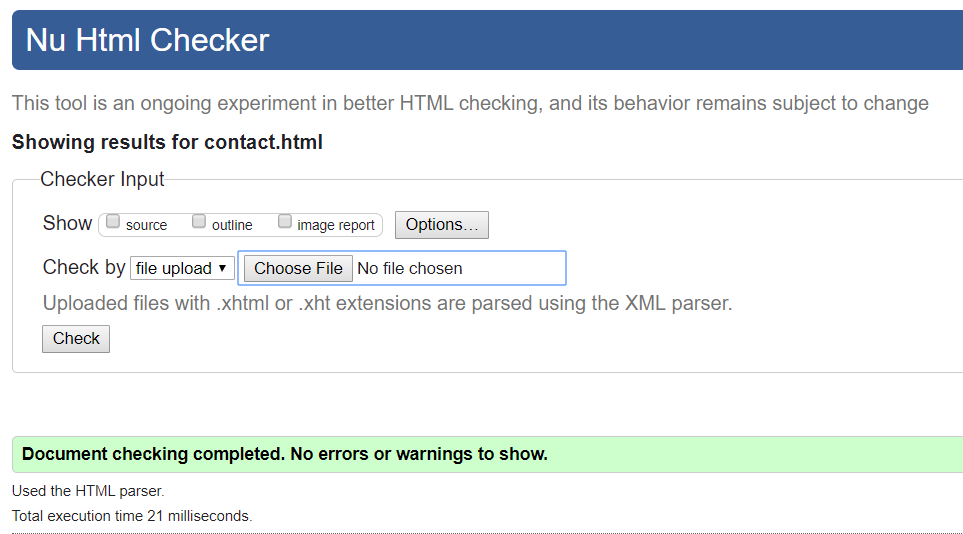 Nu Html Checker
This tool is an ongoing experiment in better HTML checking, and its behavior remains subject to change
Showing results for contact.html
Checker Input
Show source outline image report Options...
Check by file upload Choose File No file chosen
Uploaded files with .xhtml or .xht extensions are parsed using the XML parser.
Check
Document checking completed. No errors or warnings to show.
Used the HTML parser.
Total execution time 21 milliseconds.